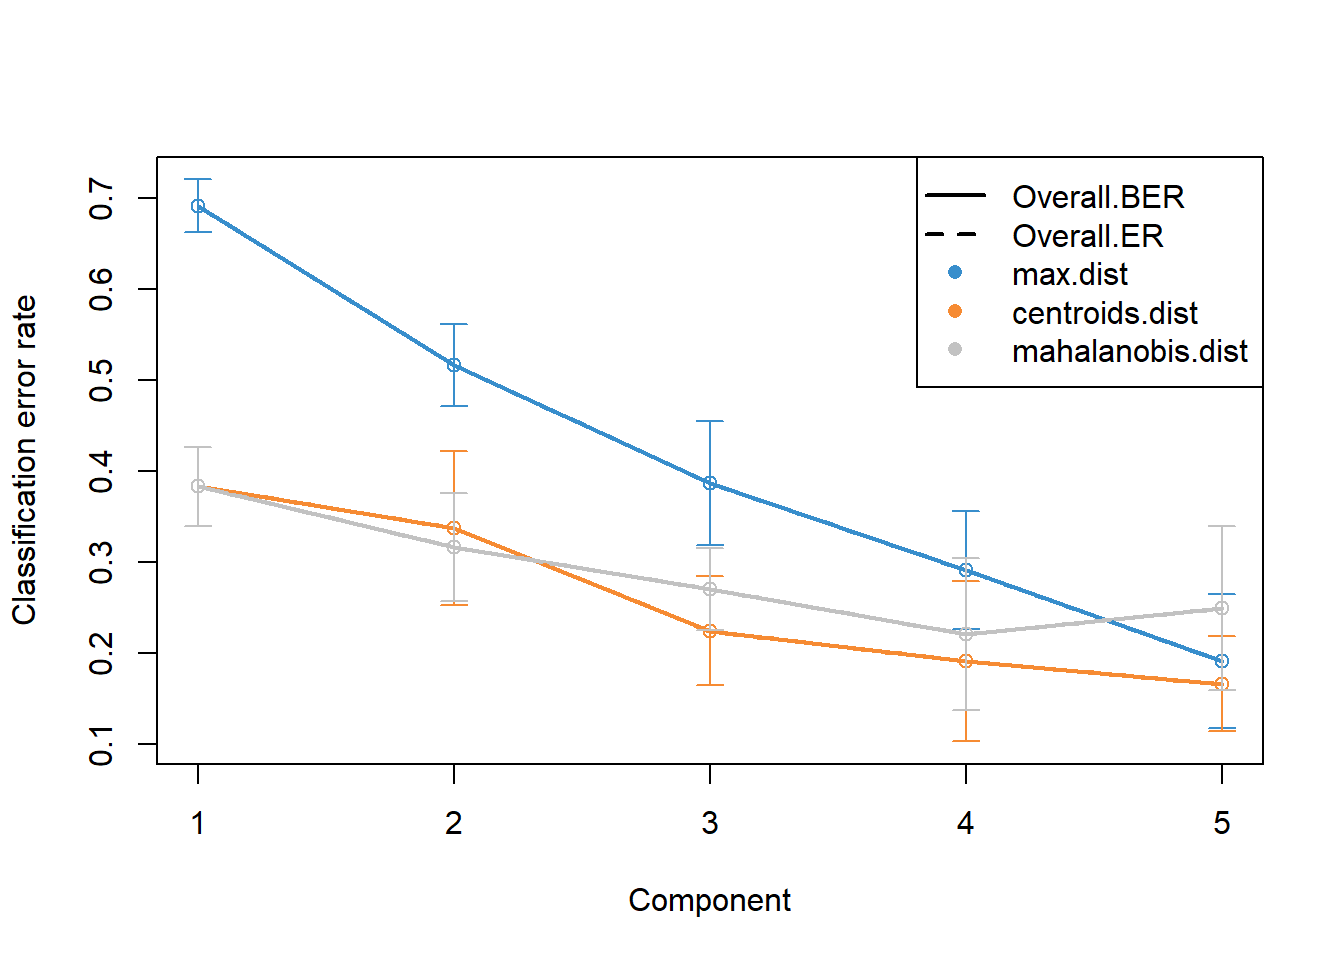 Classification error rate
0.7
0.6
0.5
0.4
0.3
0.2
0.1
Overall.BER
Overall.ER
max.dist
centroids.dist
mahalanobis.dist
1 2 3 4 5
Component